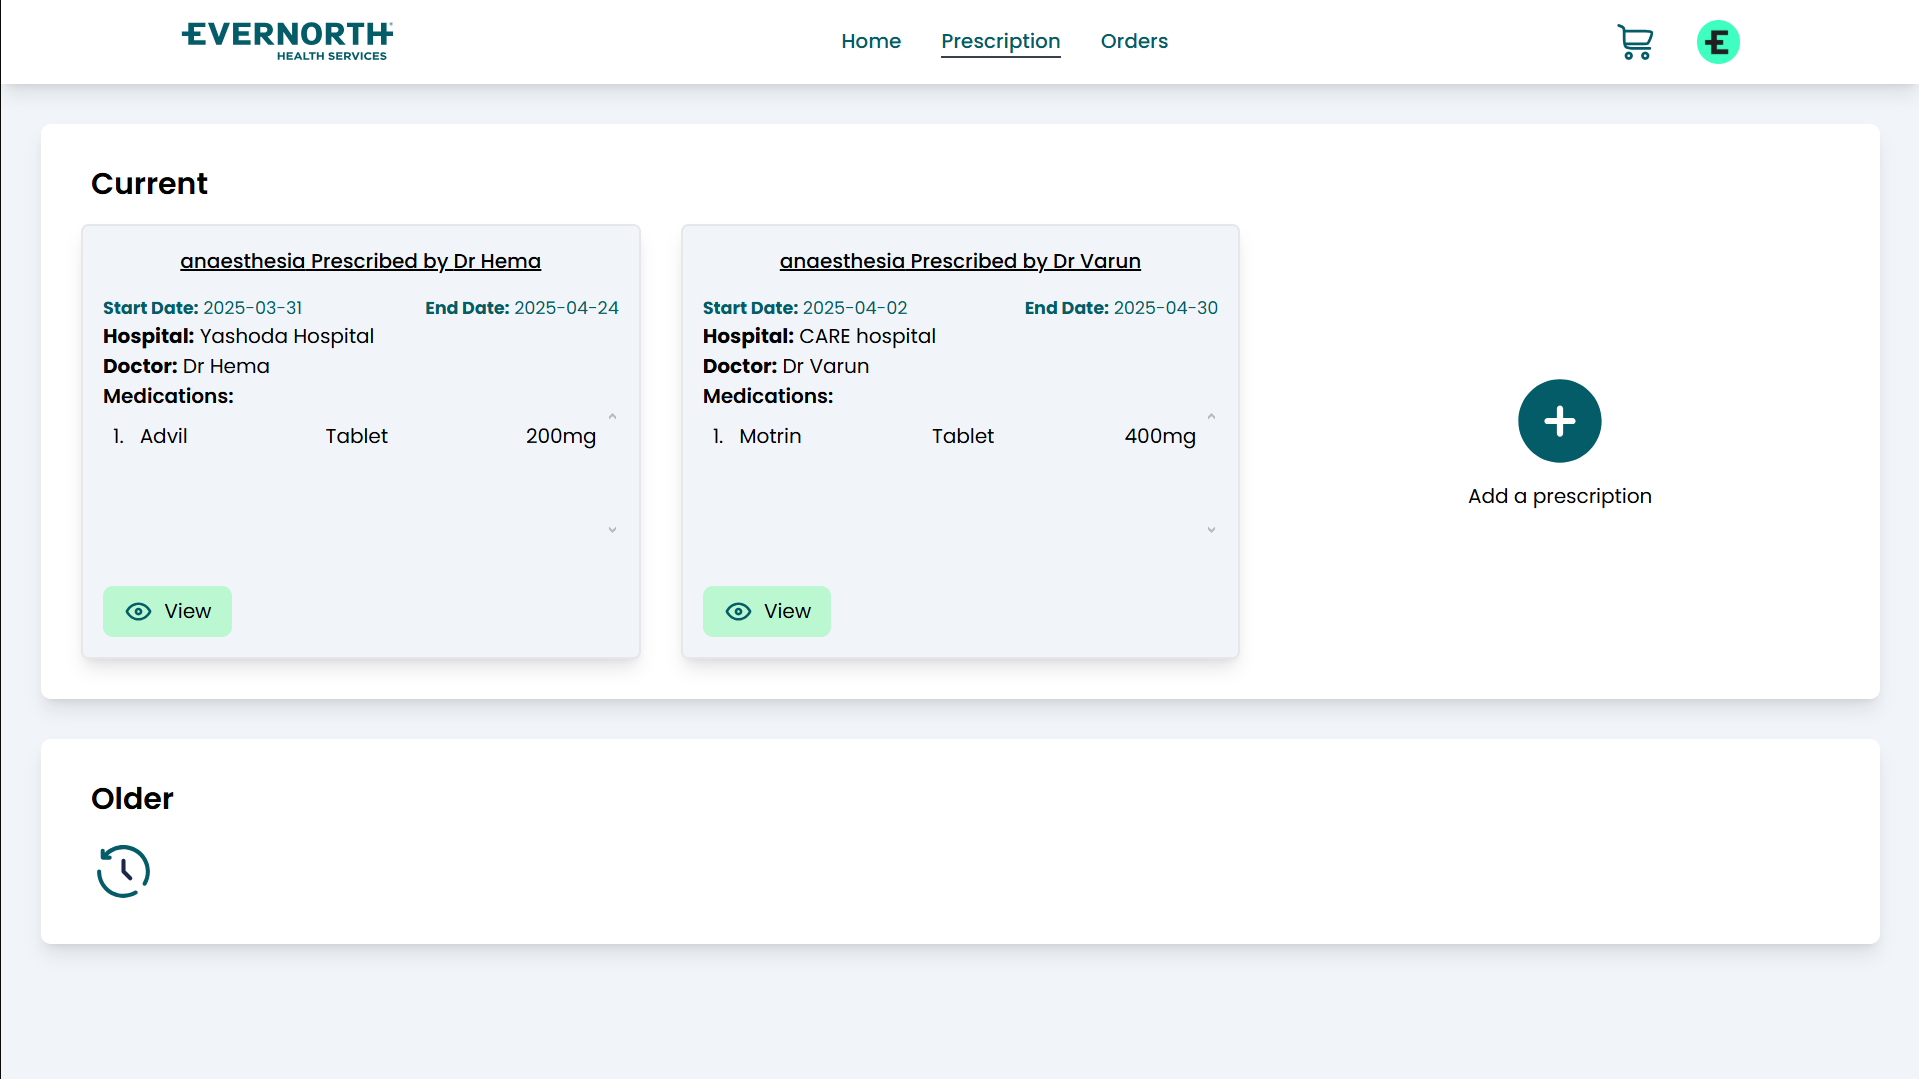 EVERNORTH
HEALTH SERVICES
Home Prescription Orders
Current
anaesthesia Prescribed by Dr Hema
Start Date: 2025-03-31 End Date: 2025-04-24
Hospital: Yashoda Hospital
Doctor: Dr Hema
Medications:
1. Advil Tablet 200mg
View
anaesthesia Prescribed by Dr Varun
Start Date: 2025-04-02 End Date: 2025-04-30
Hospital: CARE hospital
Doctor: Dr Varun
Medications:
1. Motrin Tablet 400mg
View
Add a prescription
Older